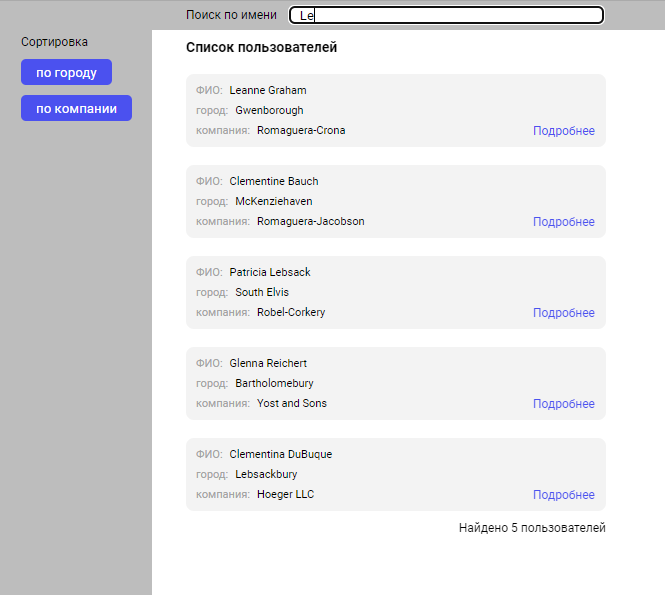 Поиск по имени Le
Сортировка
по городу
по компании
Список пользователей
ФИО: Leanne Graham
город: Gwenborough
компания: Romaguera-Crona Подробнее
ФИО: Clementine Bauch
город: McKenziehaven
компания: Romaguera-Jacobson Подробнее
ФИО: Patricia Lebsack
город: South Elvis
компания: Robel-Corkery Подробнее
ФИО: Glenna Reichert
город: Bartholomebury
компания: Yost and Sons Подробнее
ФИО: Clementina DuBuque
город: Lebsackbury
компания: Hoeger LLC Подробнее
Найдено 5 пользователей